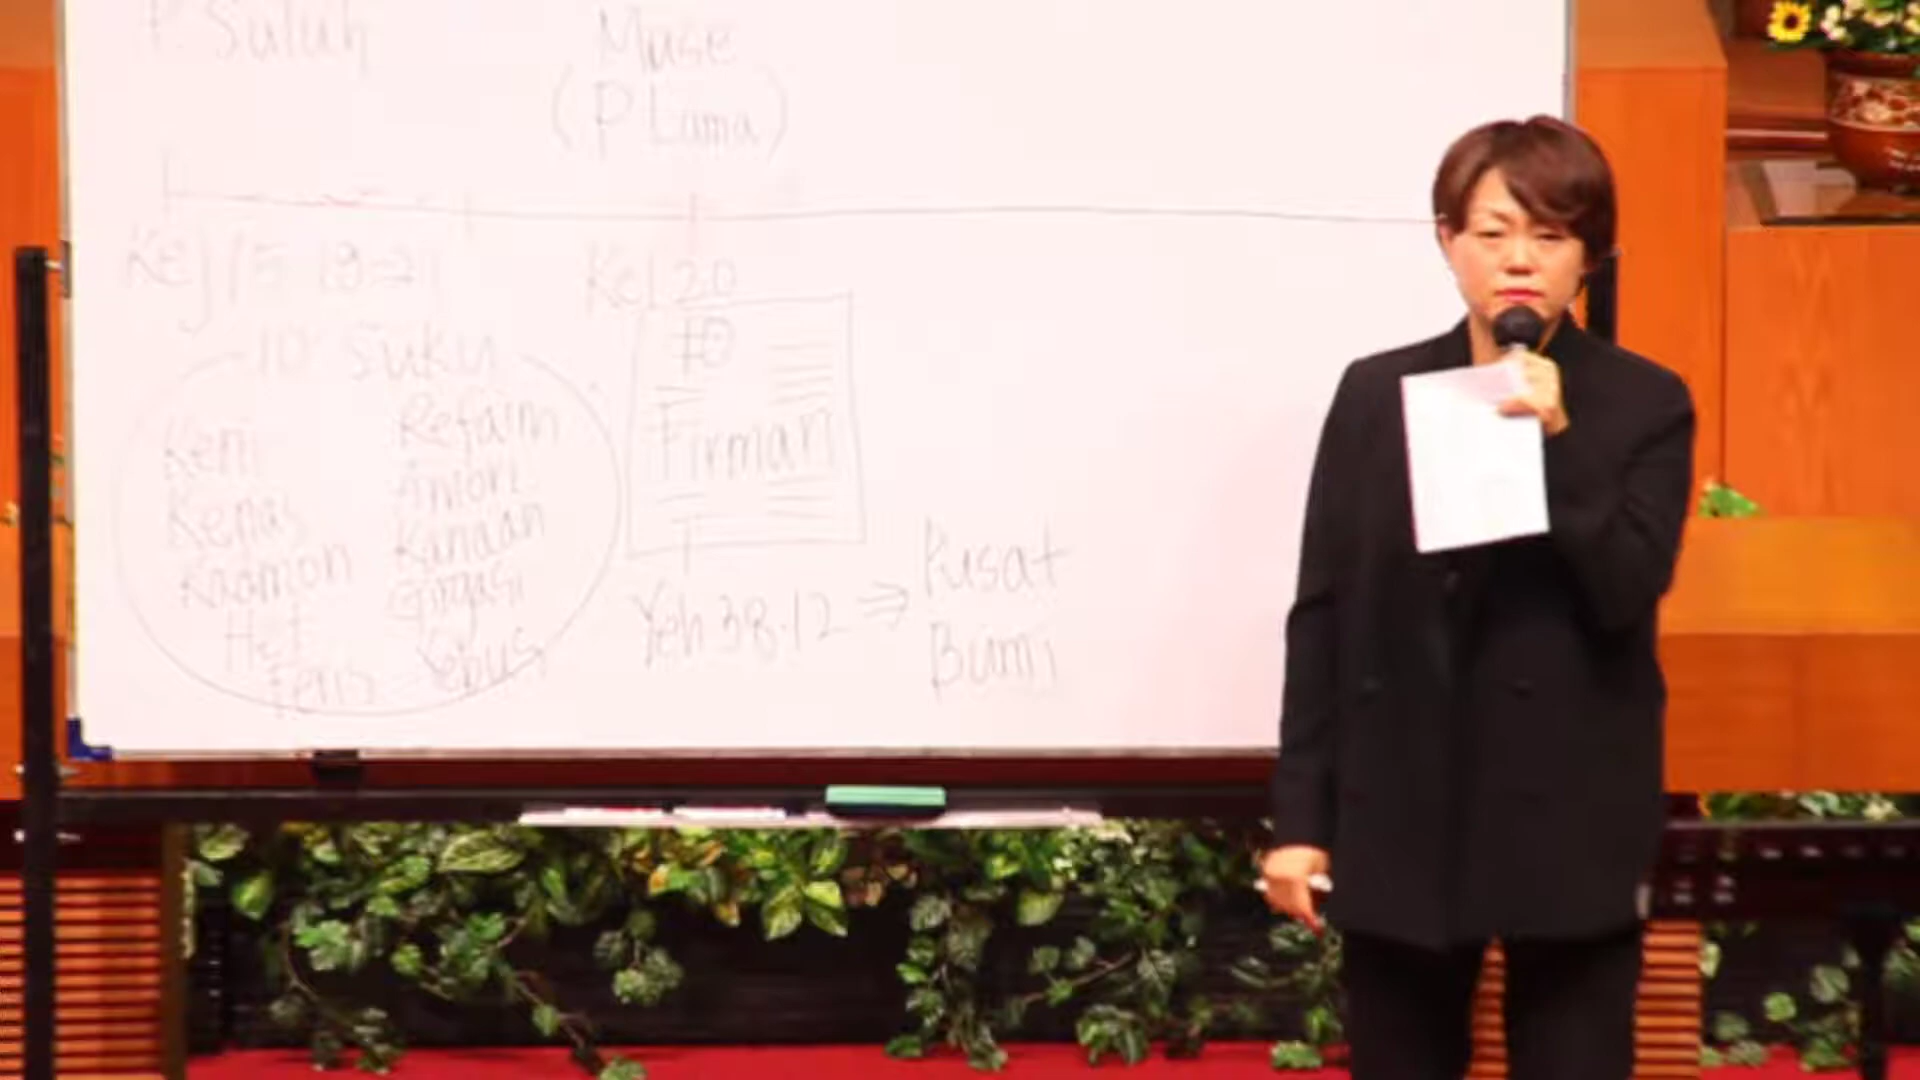 P. Suluh
Muse
(P Lama)
Kej 15 18-21
Kel 20
10 suku
10
Firman
Keni
Refaim
Kenas
Amori
Kadmon
Kanaan
Het
Girgasi
Feris
Yebus
Yeh 38.12 ⇒ Pusat
Bumi